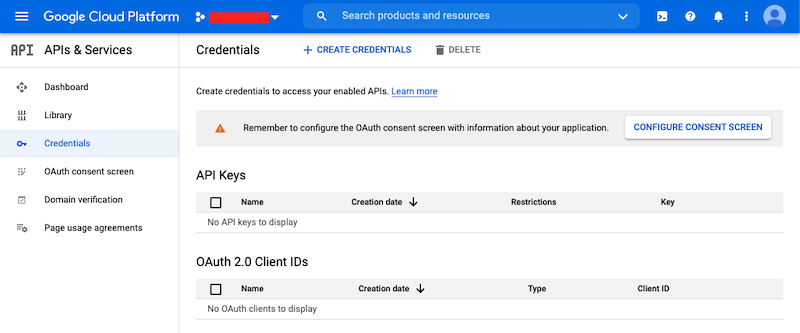 Google Cloud Platform
Search products and resources
API APIs & Services
Credentials
+ CREATE CREDENTIALS
DELETE
Dashboard
Library
Credentials
OAuth consent screen
Domain verification
Page usage agreements
Create credentials to access your enabled APIs. Learn more
Remember to configure the OAuth consent screen with information about your application.
CONFIGURE CONSENT SCREEN
API Keys
Name Creation date Restrictions Key
No API keys to display
OAuth 2.0 Client IDs
Name Creation date Type Client ID
No OAuth clients to display